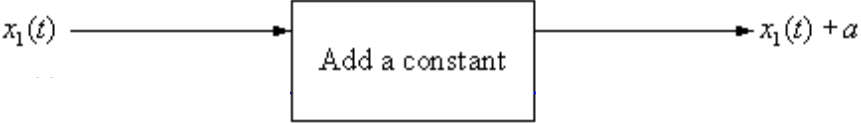 x₁(t) x₁(t) + a
Add a constant